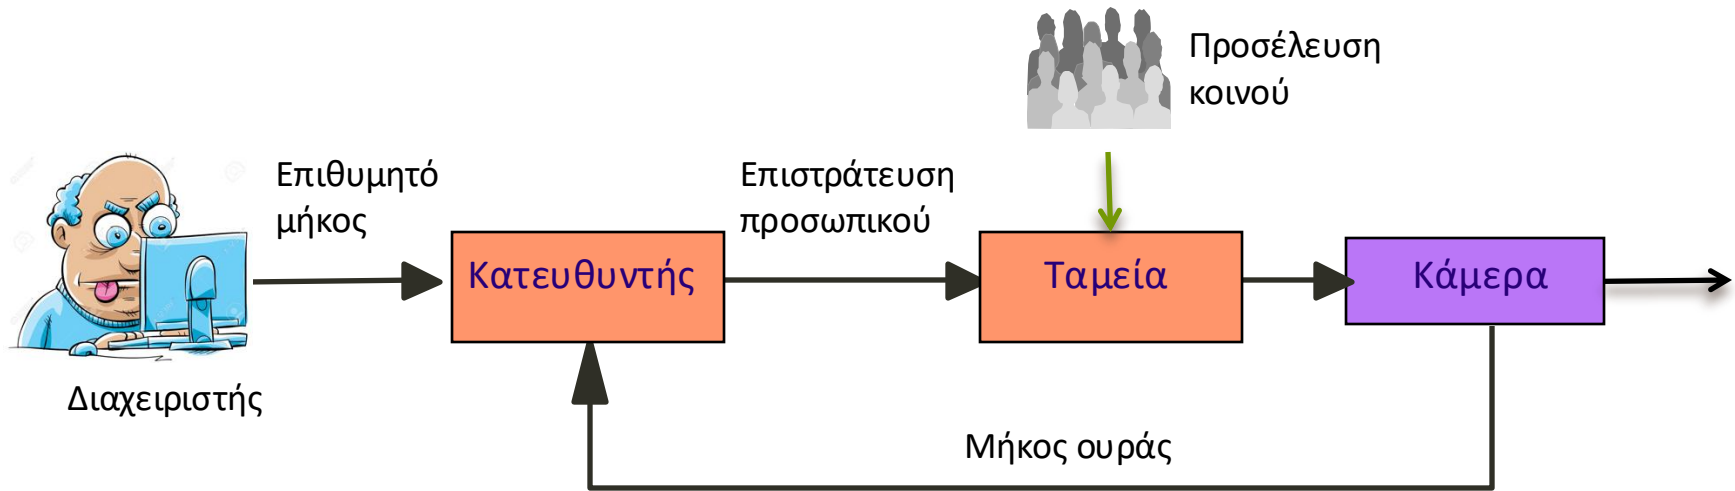 Προσέλευση
κοινού
Επιθυμητό
μήκος
Επιστράτευση
προσωπικού
Κατευθυντής
Ταμεία
Κάμερα
Διαχειριστής
Μήκος ουράς